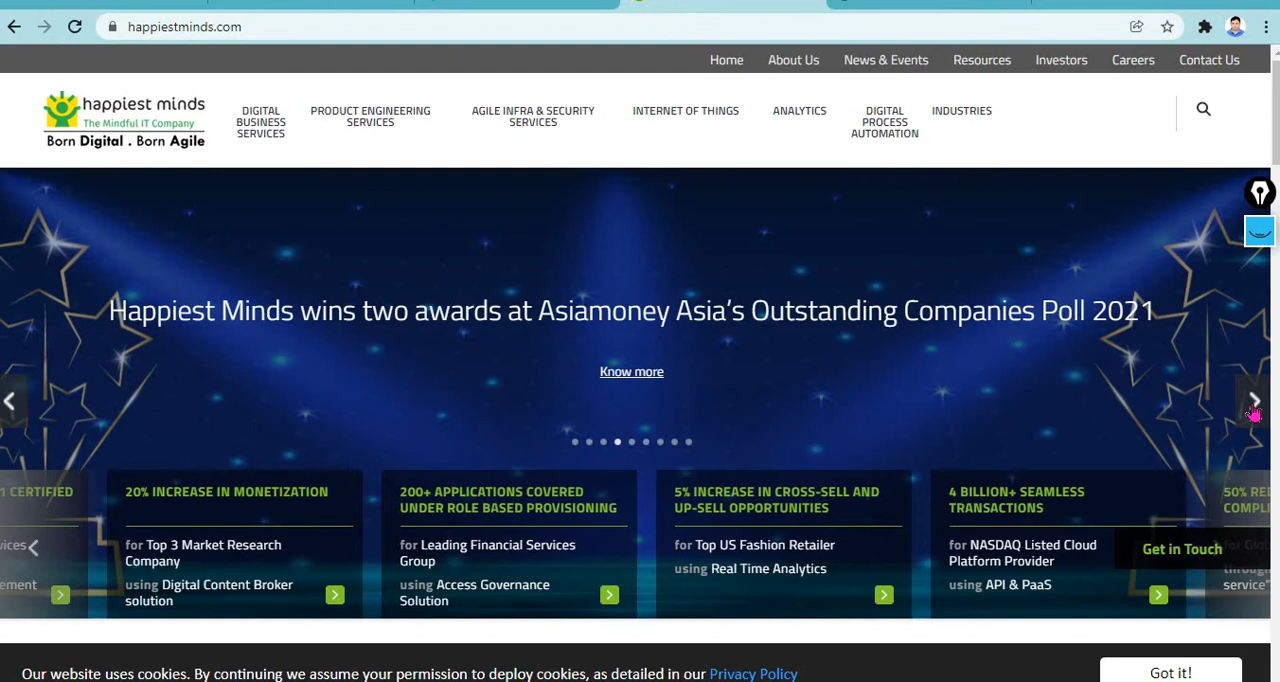 happiestminds.com
Home About Us News & Events Resources Investors Careers Contact Us
happiest minds
The Mindful IT Company
Born Digital . Born Agile
DIGITAL
BUSINESS
SERVICES
PRODUCT ENGINEERING
SERVICES
AGILE INFRA & SECURITY
SERVICES
INTERNET OF THINGS
ANALYTICS
DIGITAL
PROCESS
AUTOMATION
INDUSTRIES
Happiest Minds wins two awards at Asiamoney Asia’s Outstanding Companies Poll 2021
Know more
1 CERTIFIED
ement
20% INCREASE IN MONETIZATION
for Top 3 Market Research
Company
using Digital Content Broker
solution
200+ APPLICATIONS COVERED
UNDER ROLE BASED PROVISIONING
for Leading Financial Services
Group
using Access Governance
Solution
5% INCREASE IN CROSS-SELL AND
UP-SELL OPPORTUNITIES
for Top US Fashion Retailer
using Real Time Analytics
4 BILLION+ SEAMLESS
TRANSACTIONS
for NASDAQ Listed Cloud
Platform Provider
using API & PaaS
50% RE
COMPL
service"
Get in Touch
Our website uses cookies. By continuing we assume your permission to deploy cookies, as detailed in our Privacy Policy
Got it!